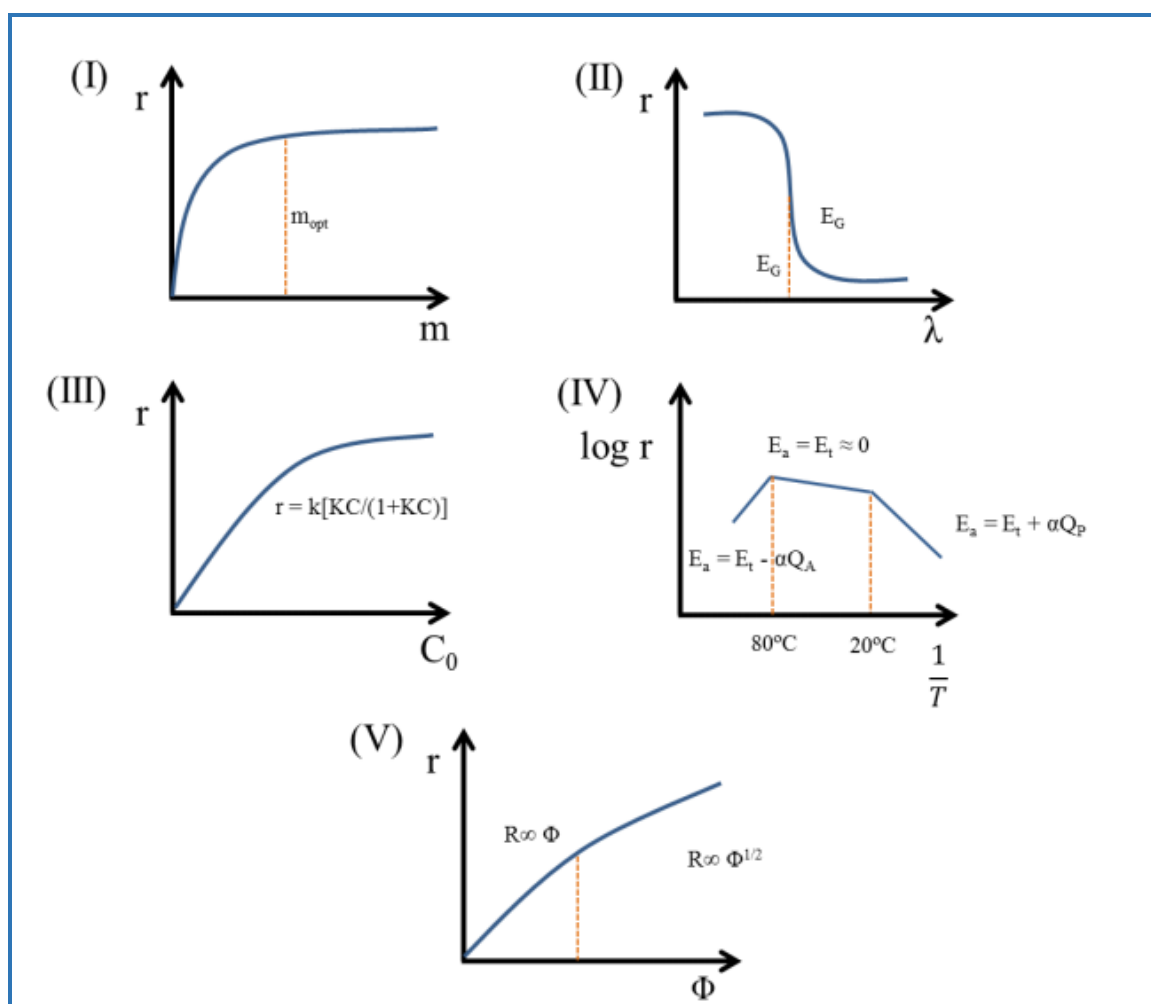 (I)
r
m_opt
m
(II)
r
E_G
E_G
λ
(III)
r
r = k[KC/(1+KC)]
C_0
(IV)
log r
E_a = E_t ≈ 0
E_a = E_t + αQ_P
E_a = E_t - αQ_A
80ºC
20ºC
1/T
(V)
r
R∞ Φ
R∞ Φ^{1/2}
Φ